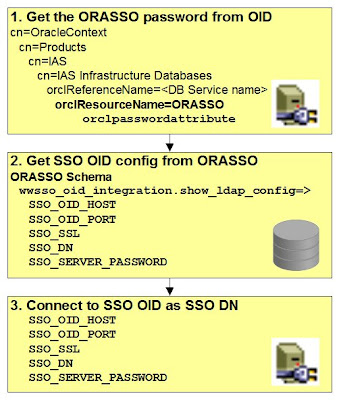 1. Get the ORASSO password from OID
cn=OracleContext
cn=Products
cn=IAS
cn=IAS Infrastructure Databases
orclReferenceName=<DB Service name>
orclResourceName=ORASSO
orclpasswordattribute
2. Get SSO OID config from ORASSO
ORASSO Schema
wwsso_oid_integration.show_ldap_config=>
SSO_OID_HOST
SSO_OID_PORT
SSO_SSL
SSO_DN
SSO_SERVER_PASSWORD
3. Connect to SSO OID as SSO DN
SSO_OID_HOST
SSO_OID_PORT
SSO_SSL
SSO_DN
SSO_SERVER_PASSWORD